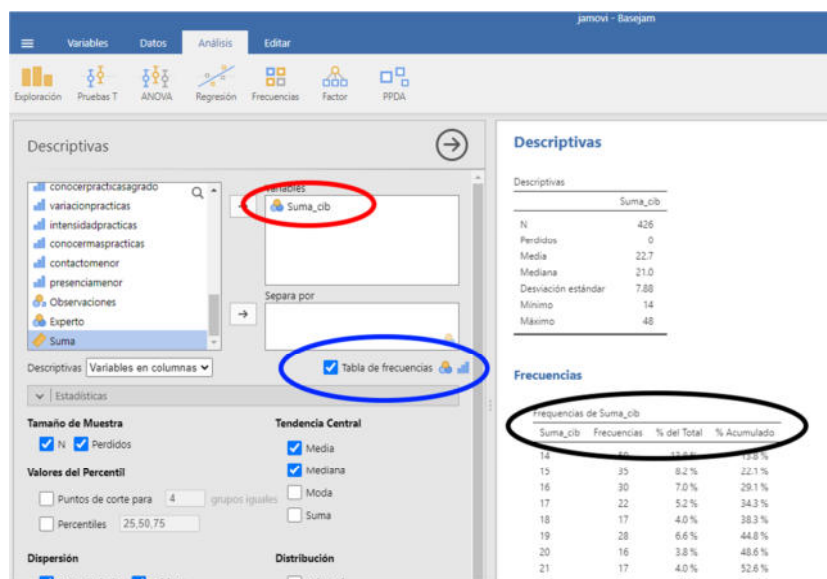 jamovi - Basejam
Variables Datos Análisis Editar
Exploración Pruebas T ANOVA Regresión Frecuencias Factor PPDA
Descriptivas
conocerpracticasagrado
variacionpracticas
intensidadpracticas
conocermaspracticas
contactomenor
presenciamenor
Observaciones
Experto
Suma
Variables
Suma_cib
Separa por
Descriptivas Variables en columnas
Tabla de frecuencias
Estadísticas
Tamaño de Muestra
N Perdidos
Valores del Percentil
Puntos de corte para 4 grupos iguales
Percentiles 25,50,75
Dispersión
Tendencia Central
Media
Mediana
Moda
Suma
Distribución
Descriptivas
Descriptivas
Suma_cib
N 426
Perdidos 0
Media 22.7
Mediana 21.0
Desviación estándar 7.88
Mínimo 14
Máximo 48
Frecuencias
Frequencias de Suma_cib
Suma_cib Frecuencias % del Total % Acumulado
14
15 35 8.2 % 22.1 %
16 30 7.0 % 29.1 %
17 22 5.2 % 34.3 %
18 17 4.0 % 38.3 %
19 28 6.6 % 44.8 %
20 16 3.8 % 48.6 %
21 17 4.0 % 52.6 %